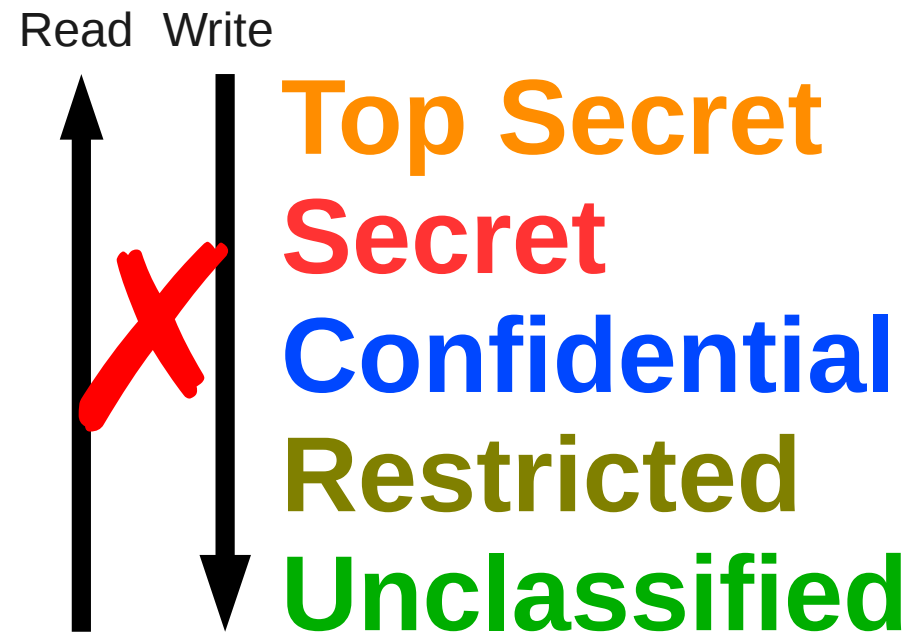 Read Write
Top Secret
Secret
Confidential
Restricted
Unclassified